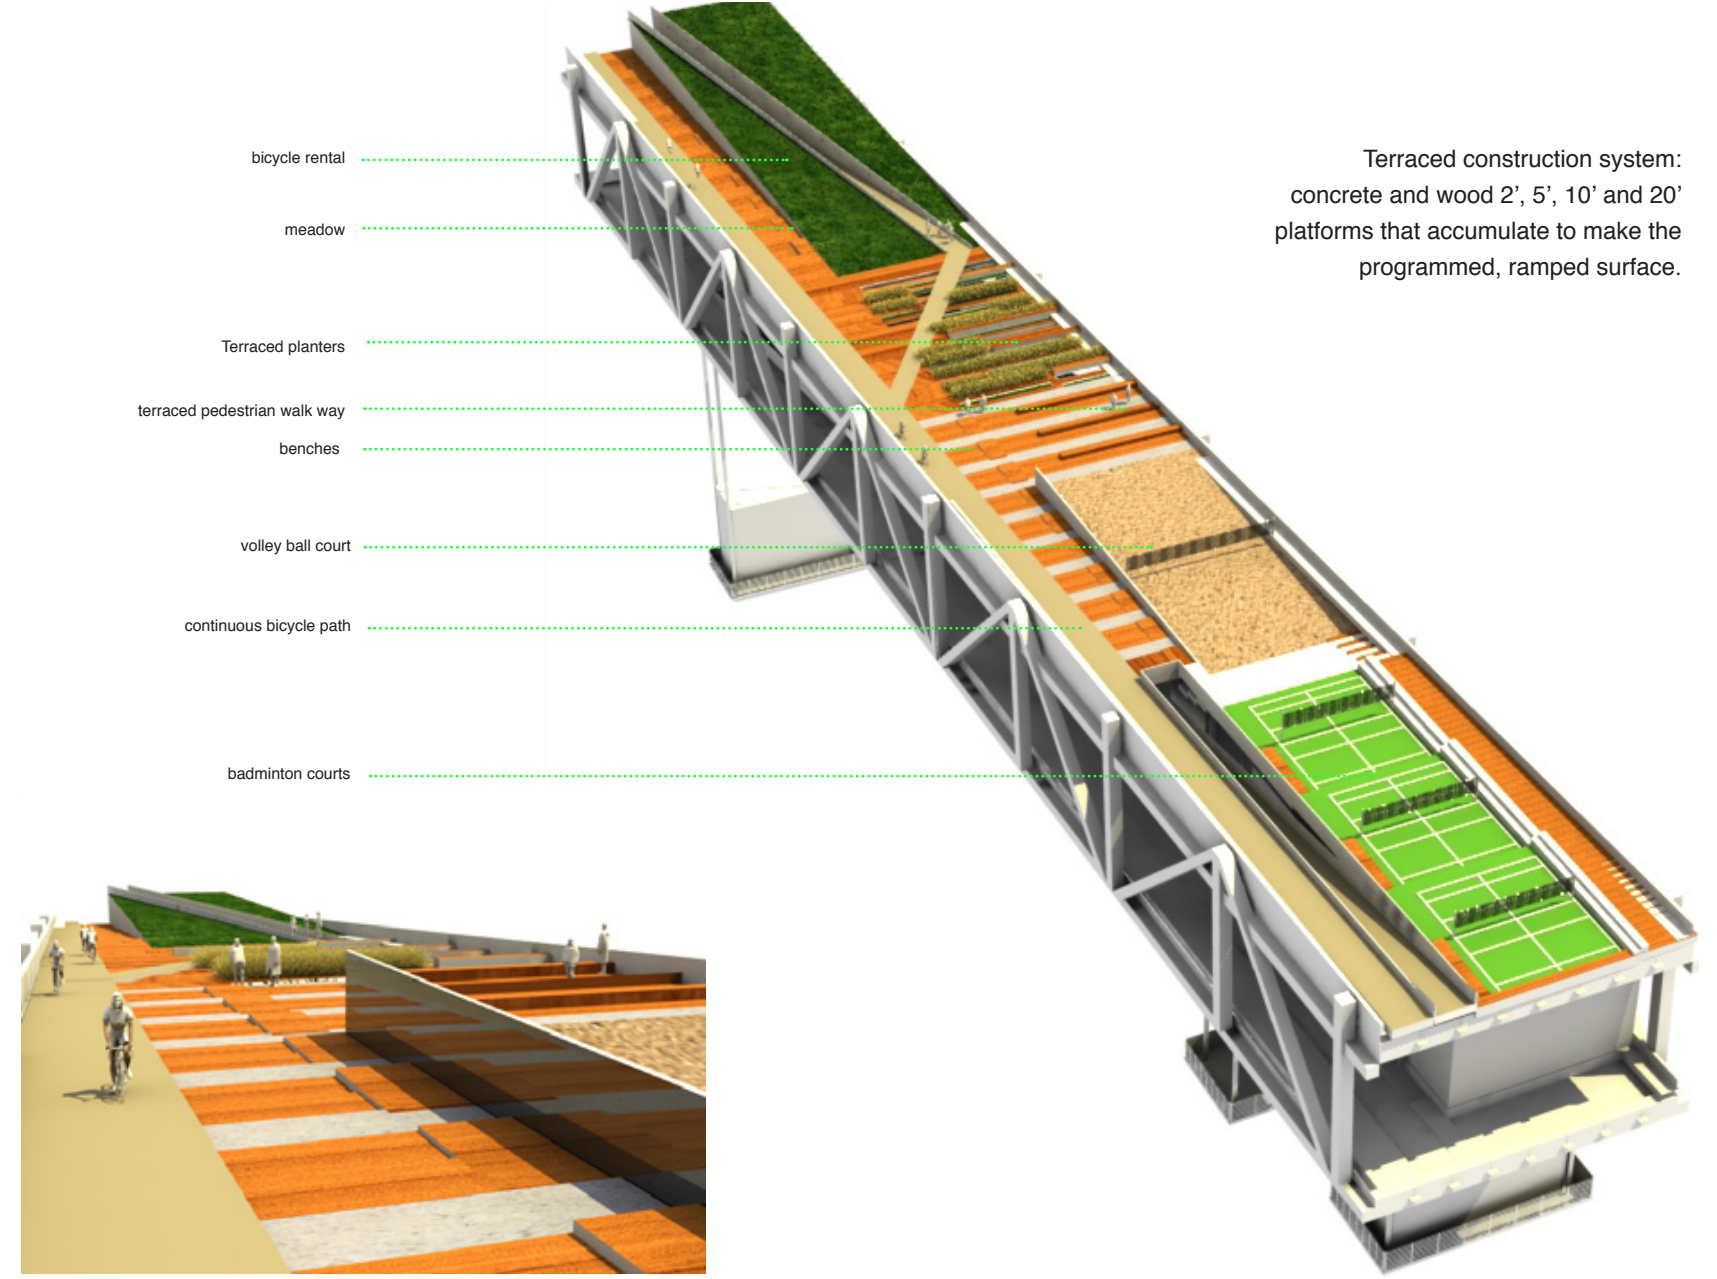 bicycle rental
meadow
Terraced planters
terraced pedestrian walk way
benches
volley ball court
continuous bicycle path
badminton courts
Terraced construction system:
concrete and wood 2’, 5’, 10’ and 20’
platforms that accumulate to make the
programmed, ramped surface.